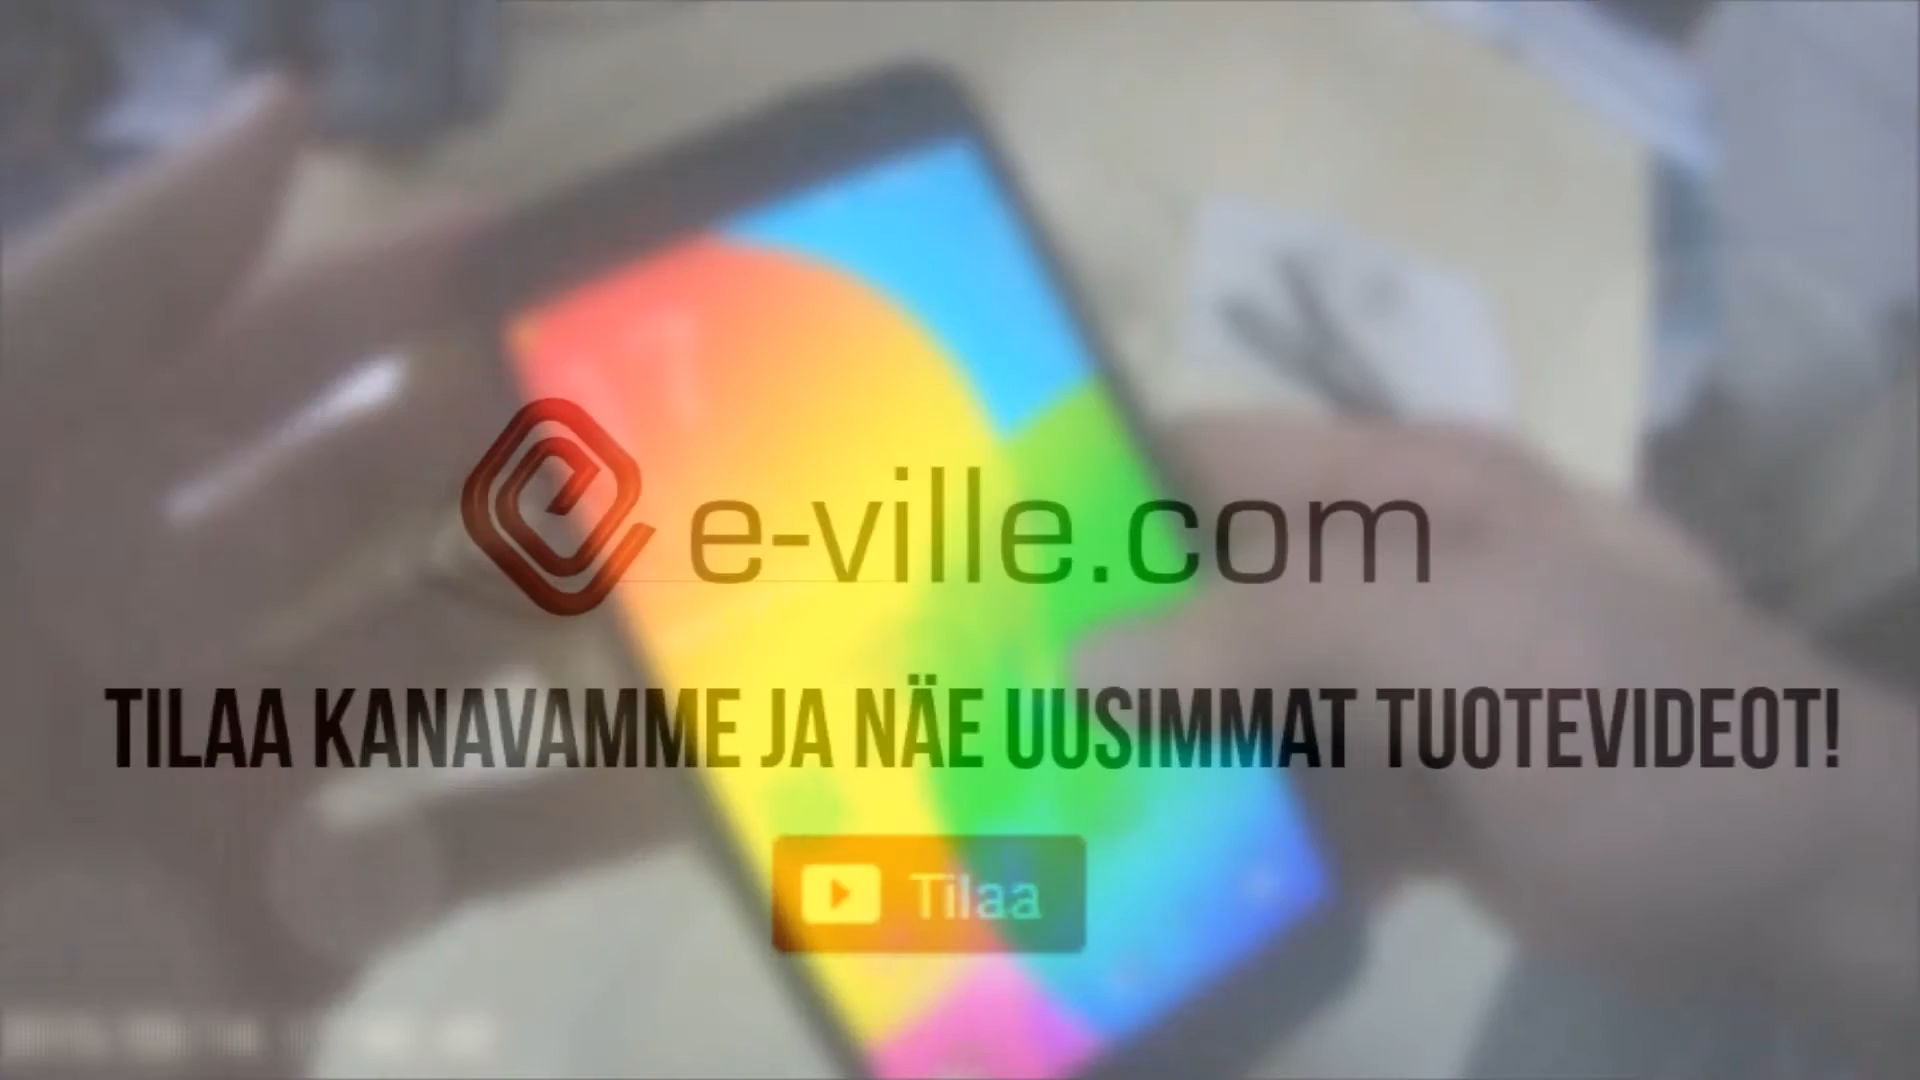 e-ville.com
TILAA KANAVAMME JA NÄE UUSIMMAT TUOTEVIDEOT!
Tilaa